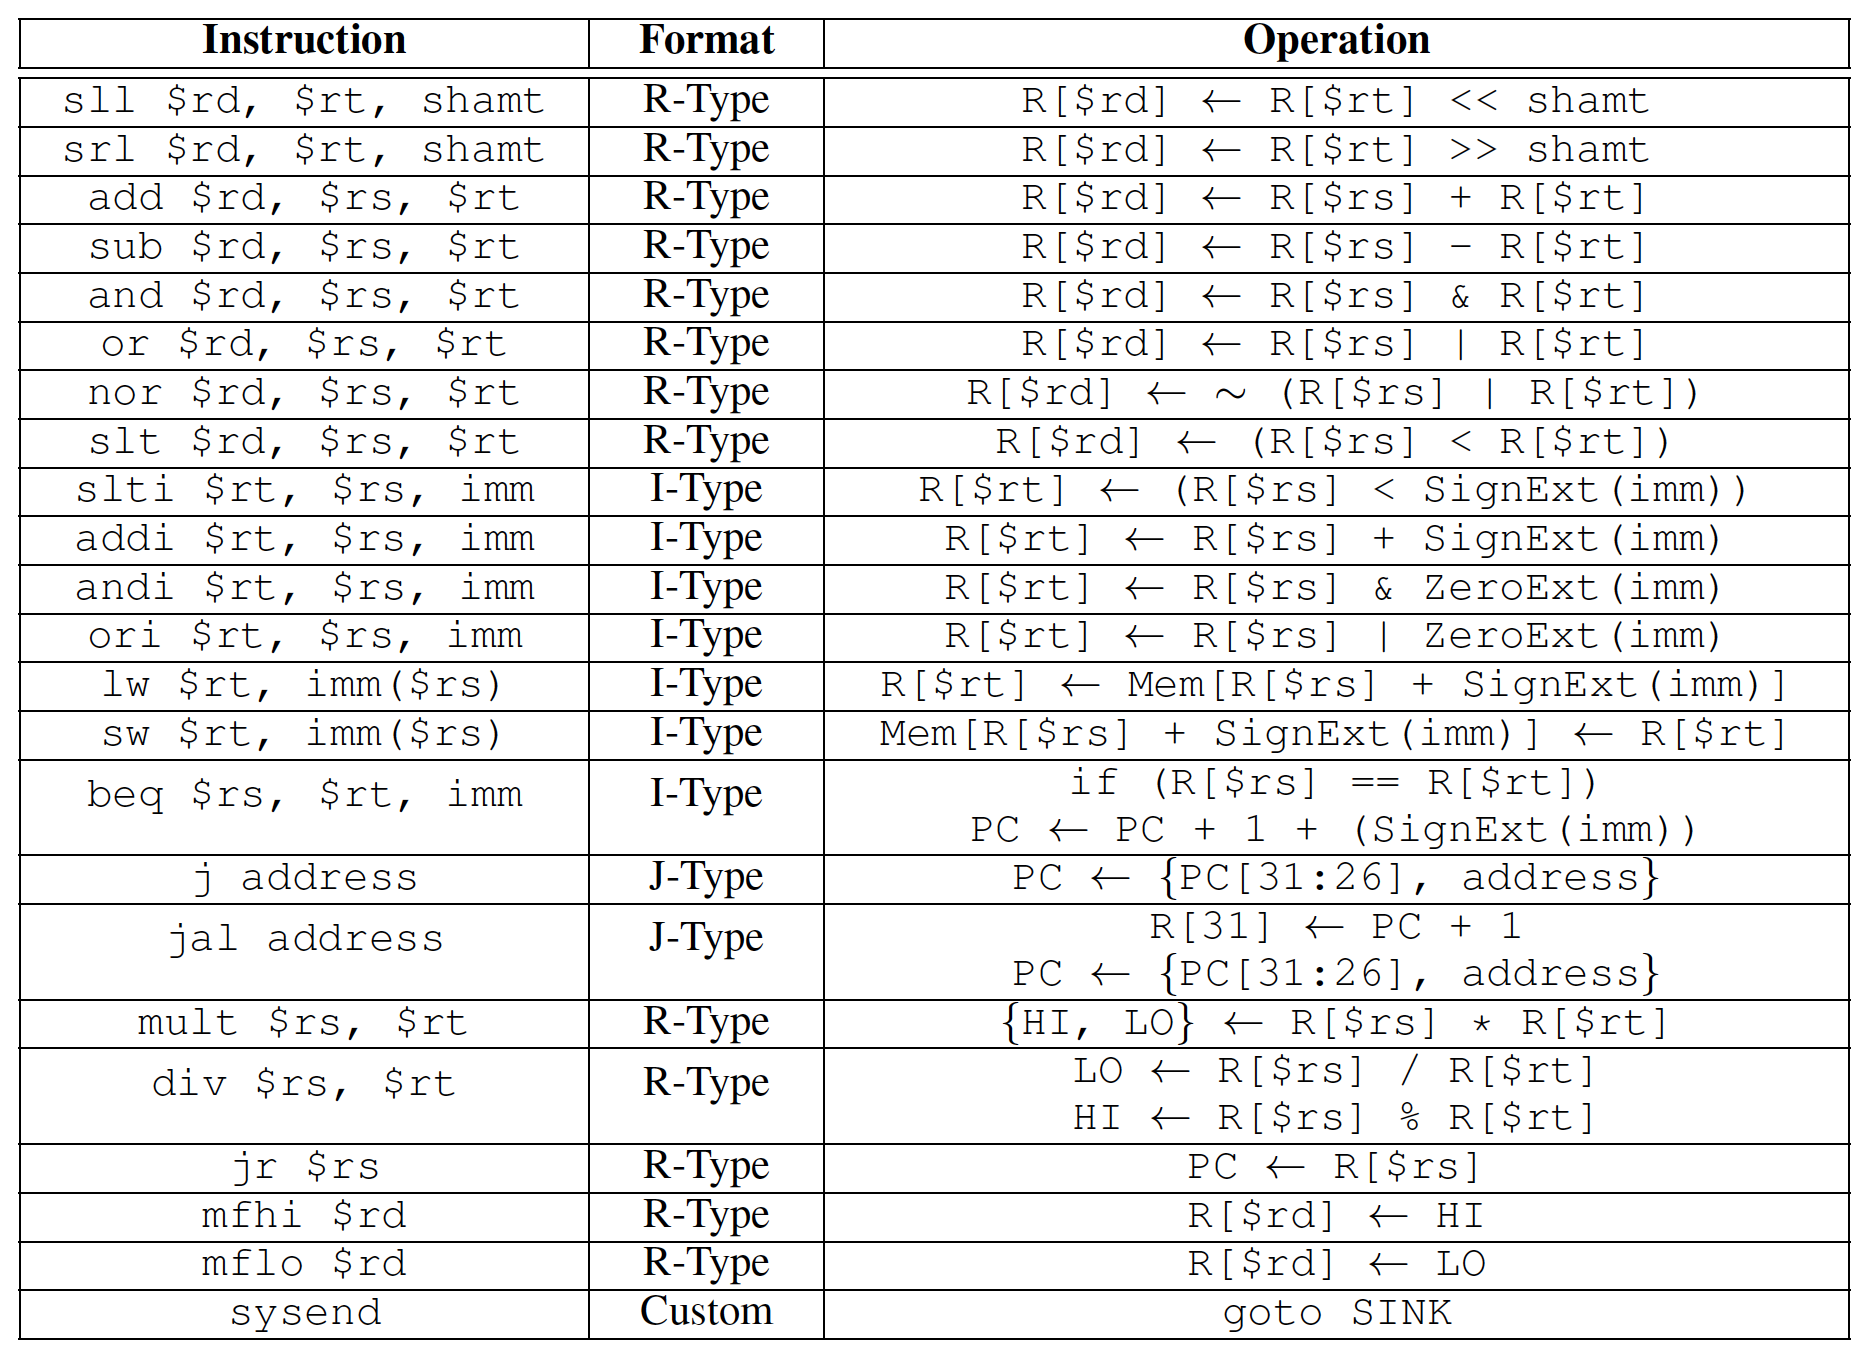 Instruction Format Operation
sll $rd, $rt, shamt R-Type R[$rd] ← R[$rt] << shamt
srl $rd, $rt, shamt R-Type R[$rd] ← R[$rt] >> shamt
add $rd, $rs, $rt R-Type R[$rd] ← R[$rs] + R[$rt]
sub $rd, $rs, $rt R-Type R[$rd] ← R[$rs] - R[$rt]
and $rd, $rs, $rt R-Type R[$rd] ← R[$rs] & R[$rt]
or $rd, $rs, $rt R-Type R[$rd] ← R[$rs] | R[$rt]
nor $rd, $rs, $rt R-Type R[$rd] ← ~ (R[$rs] | R[$rt])
slt $rd, $rs, $rt R-Type R[$rd] ← (R[$rs] < R[$rt])
slti $rt, $rs, imm I-Type R[$rt] ← (R[$rs] < SignExt(imm))
addi $rt, $rs, imm I-Type R[$rt] ← R[$rs] + SignExt(imm)
andi $rt, $rs, imm I-Type R[$rt] ← R[$rs] & ZeroExt(imm)
ori $rt, $rs, imm I-Type R[$rt] ← R[$rs] | ZeroExt(imm)
lw $rt, imm($rs) I-Type R[$rt] ← Mem[R[$rs] + SignExt(imm)]
sw $rt, imm($rs) I-Type Mem[R[$rs] + SignExt(imm)] ← R[$rt]
beq $rs, $rt, imm I-Type if (R[$rs] == R[$rt])
PC ← PC + 1 + (SignExt(imm))
j address J-Type PC ← {PC[31:26], address}
jal address J-Type R[31] ← PC + 1
PC ← {PC[31:26], address}
mult $rs, $rt R-Type {HI, LO} ← R[$rs] * R[$rt]
div $rs, $rt R-Type LO ← R[$rs] / R[$rt]
HI ← R[$rs] % R[$rt]
jr $rs R-Type PC ← R[$rs]
mfhi $rd R-Type R[$rd] ← HI
mflo $rd R-Type R[$rd] ← LO
sysend Custom goto SINK